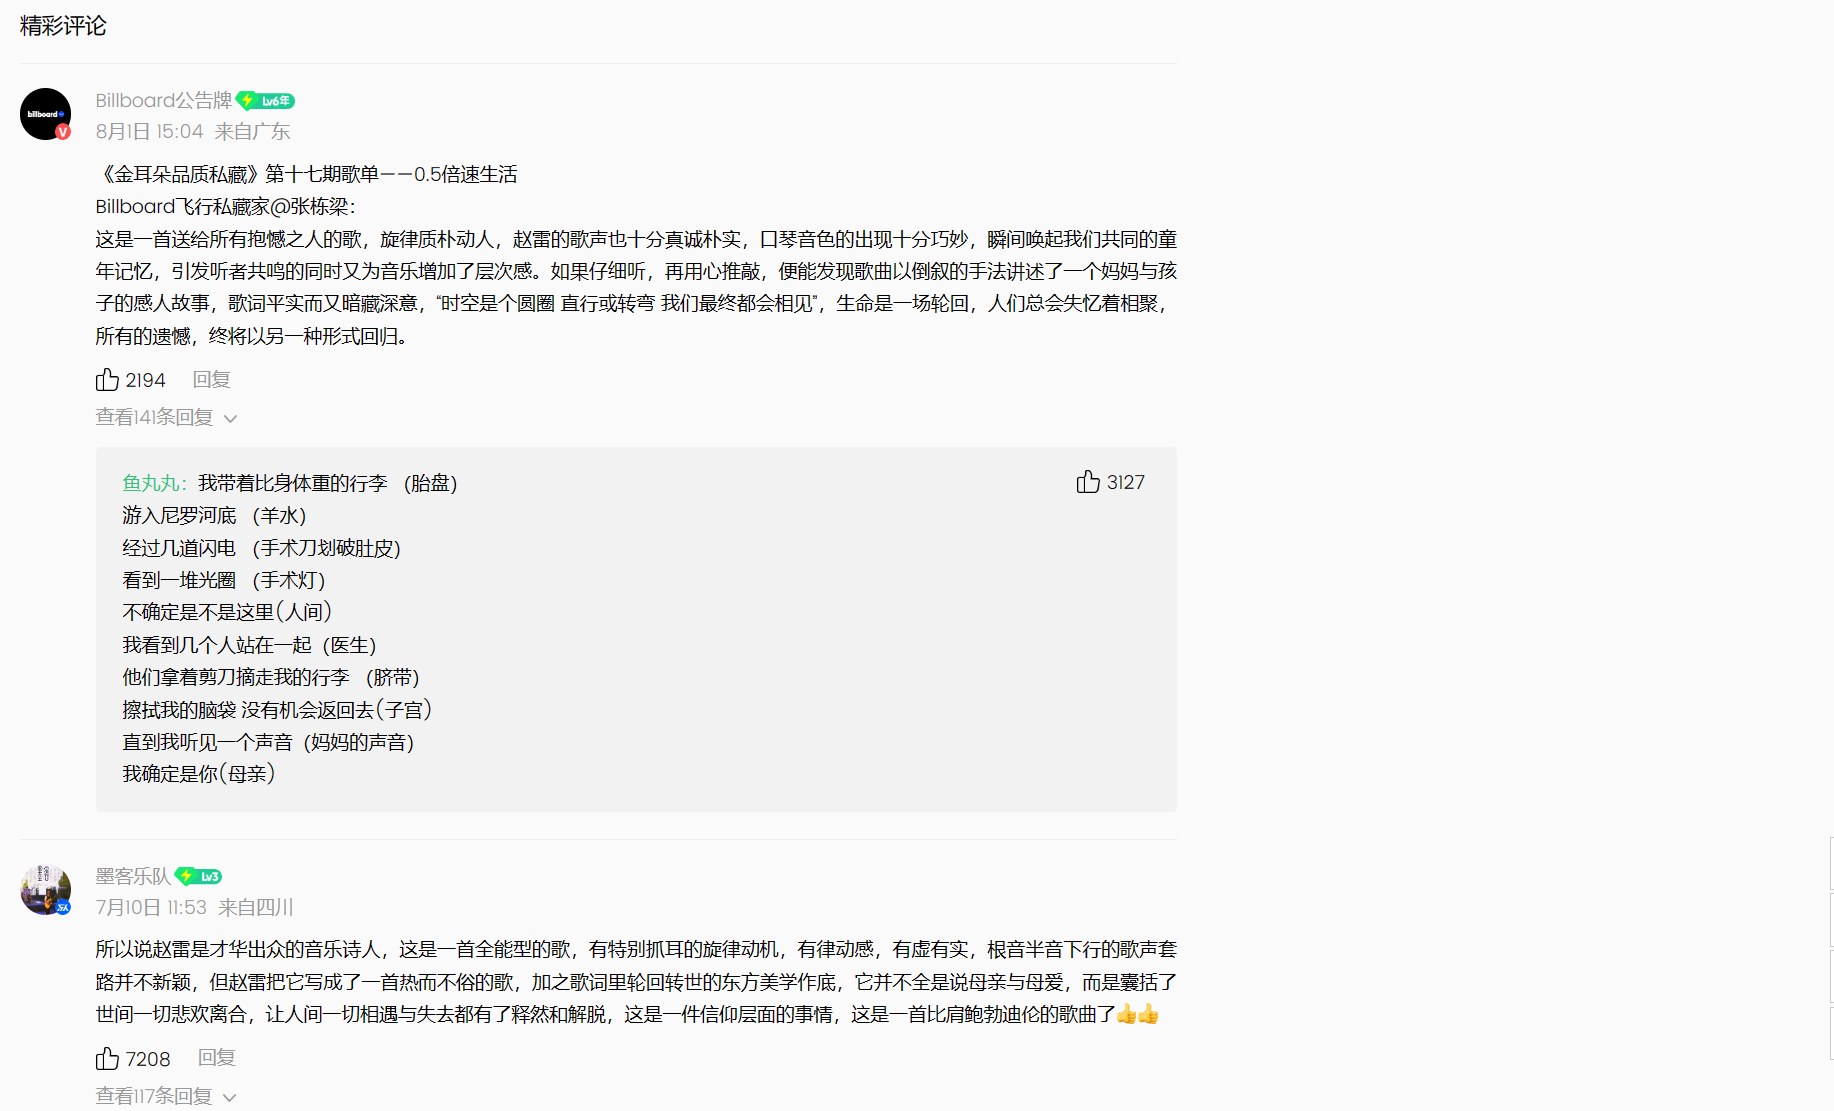 精彩评论
billboard
V
Billboard公告牌 Lv6年
8月1日 15:04 来自广东
《金耳朵品质私藏》第十七期歌单——0.5倍速生活
Billboard飞行私藏家@张栋梁：
这是一首送给所有抱憾之人的歌，旋律质朴动人，赵雷的歌声也十分真诚朴实，口琴音色的出现十分巧妙，瞬间唤起我们共同的童
年记忆，引发听者共鸣的同时又为音乐增加了层次感。如果仔细听，再用心推敲，便能发现歌曲以倒叙的手法讲述了一个妈妈与孩
子的感人故事，歌词平实而又暗藏深意，“时空是个圆圈 直行或转弯 我们最终都会相见”，生命是一场轮回，人们总会失忆着相聚，
所有的遗憾，终将以另一种形式回归。
2194 回复
查看141条回复
鱼丸丸：我带着比身体重的行李 （胎盘） 3127
游入尼罗河底 （羊水）
经过几道闪电 （手术刀划破肚皮）
看到一堆光圈 （手术灯）
不确定是不是这里(人间）
我看到几个人站在一起（医生）
他们拿着剪刀摘走我的行李 （脐带）
擦拭我的脑袋 没有机会返回去(子宫）
直到我听见一个声音（妈妈的声音）
我确定是你(母亲）
墨客乐队 Lv3
7月10日 11:53 来自四川
所以说赵雷是才华出众的音乐诗人，这是一首全能型的歌，有特别抓耳的旋律动机，有律动感，有虚有实，根音半音下行的歌声套
路并不新颖，但赵雷把它写成了一首热而不俗的歌，加之歌词里轮回转世的东方美学作底，它并不全是说母亲与母爱，而是囊括了
世间一切悲欢离合，让人间一切相遇与失去都有了释然和解脱，这是一件信仰层面的事情，这是一首比肩鲍勃迪伦的歌曲了👍👍
7208 回复
查看117条回复